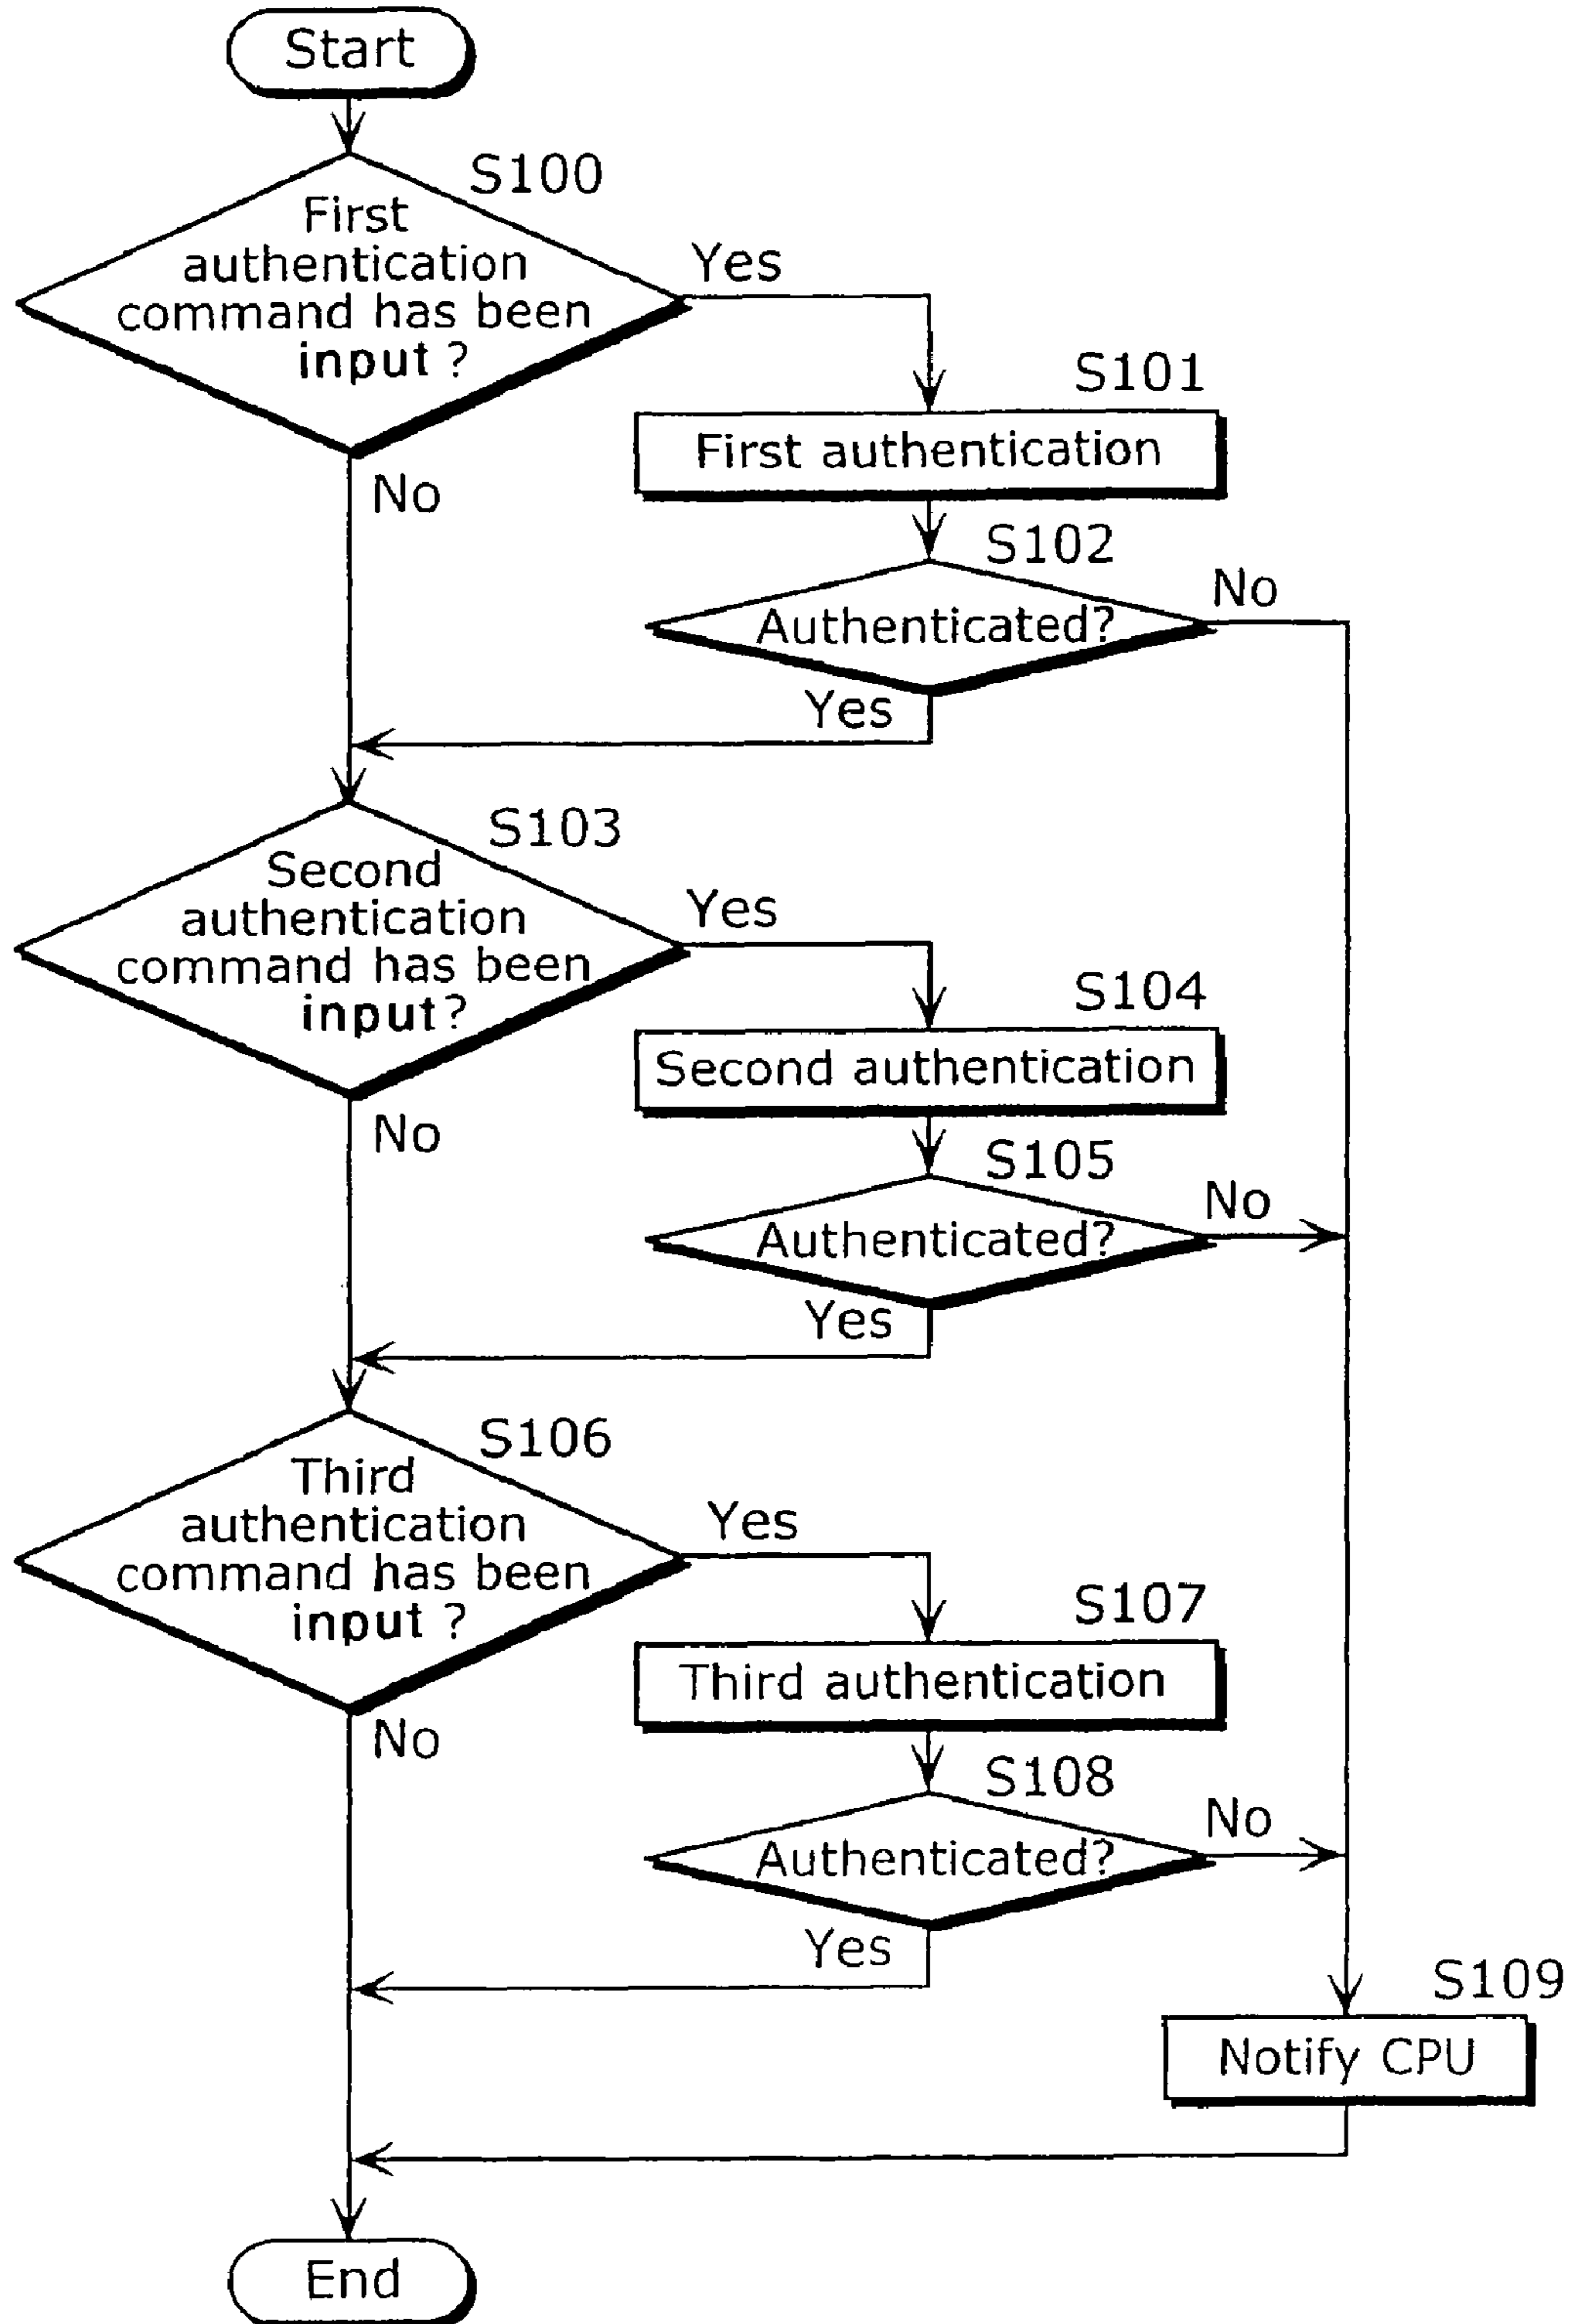 Start
S100
First
authentication
command has been
input ?
Yes
No
S101
First authentication
S102
Authenticated?
No
Yes
S103
Second
authentication
command has been
input?
Yes
No
S104
Second authentication
S105
Authenticated?
No
Yes
S106
Third
authentication
command has been
input ?
Yes
No
S107
Third authentication
S108
Authenticated?
No
Yes
S109
Notify CPU
End